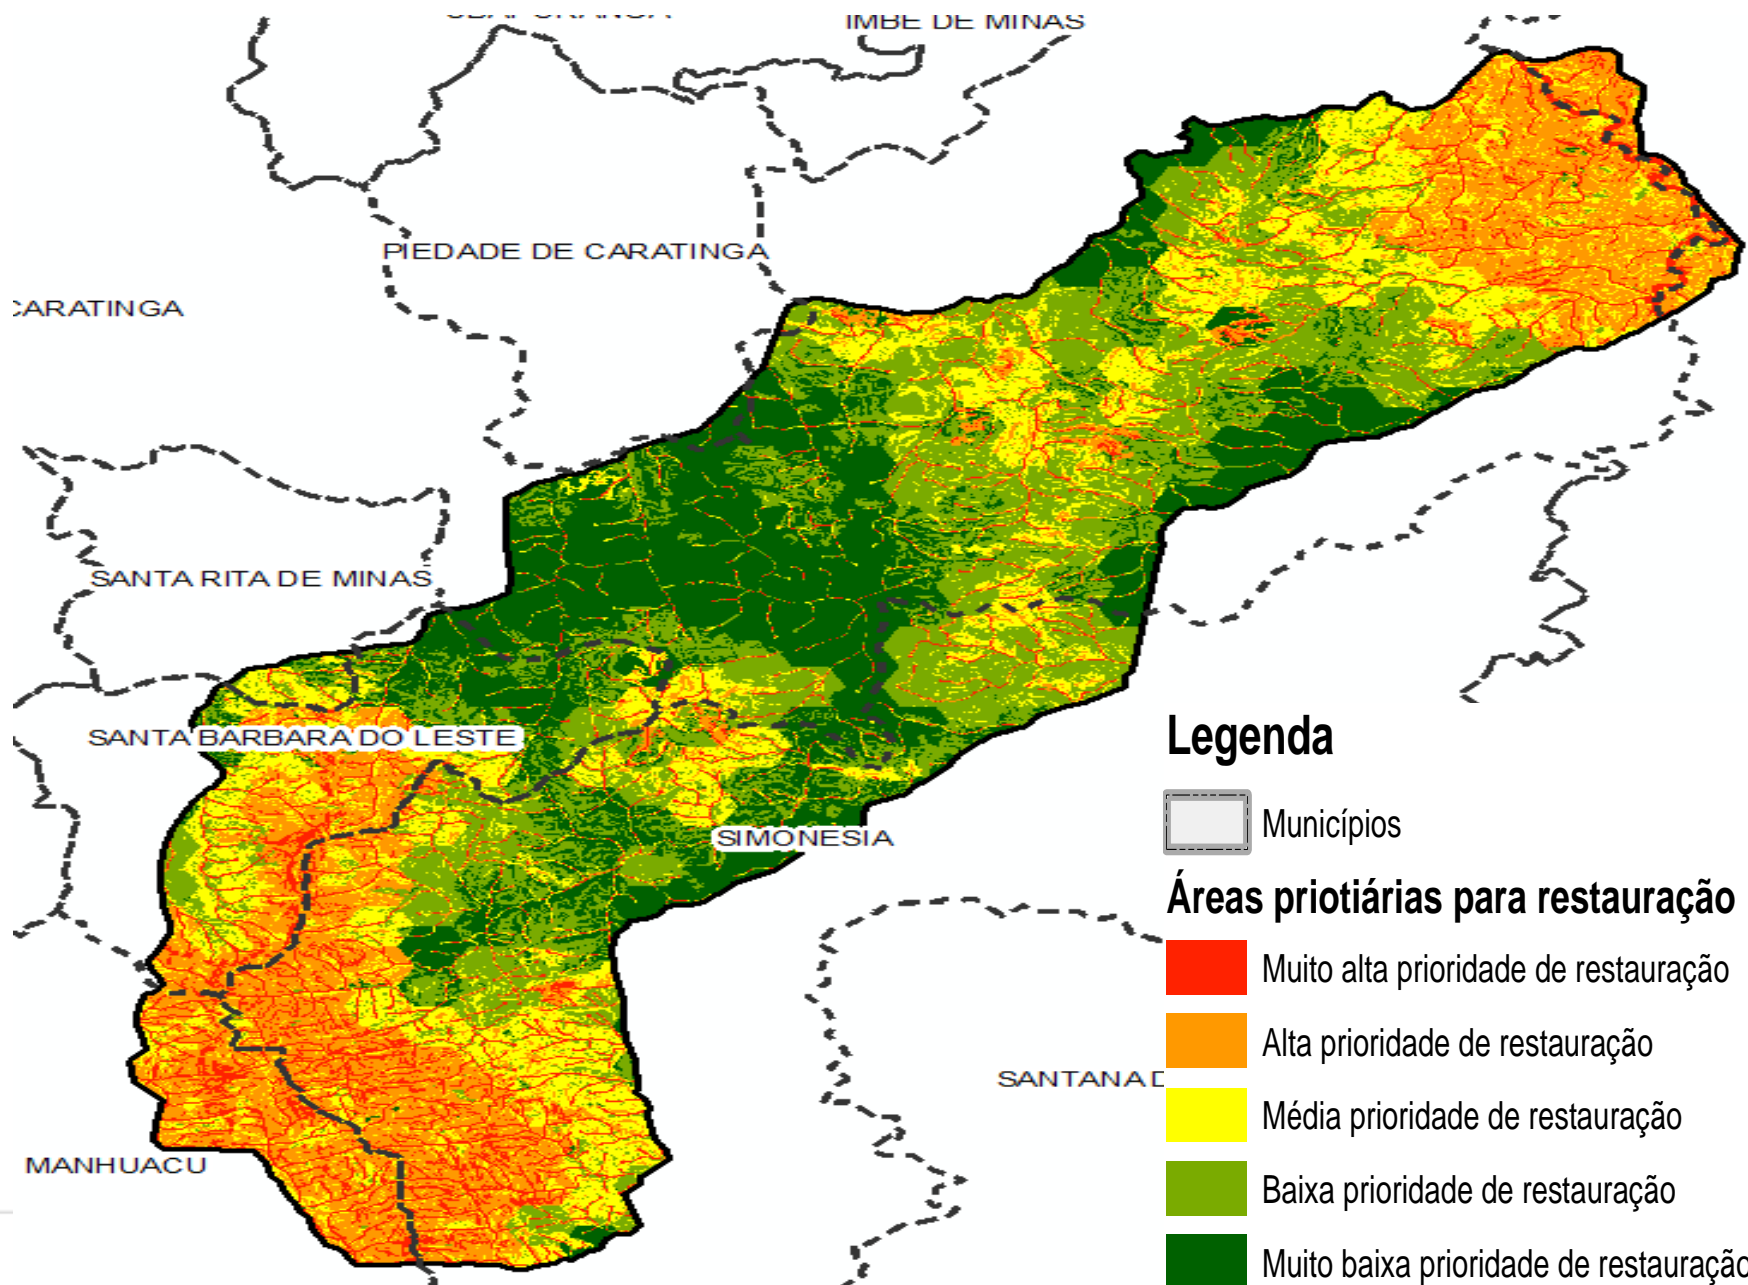 IMBE DE MINAS
PIEDADE DE CARATINGA
CARATINGA
SANTA RITA DE MINAS
SANTA BARBARA DO LESTE
SIMONESIA
SANTANA D
MANHUACU
Legenda
Municípios
Áreas priotiárias para restauração
Muito alta prioridade de restauração
Alta prioridade de restauração
Média prioridade de restauração
Baixa prioridade de restauração
Muito baixa prioridade de restauração